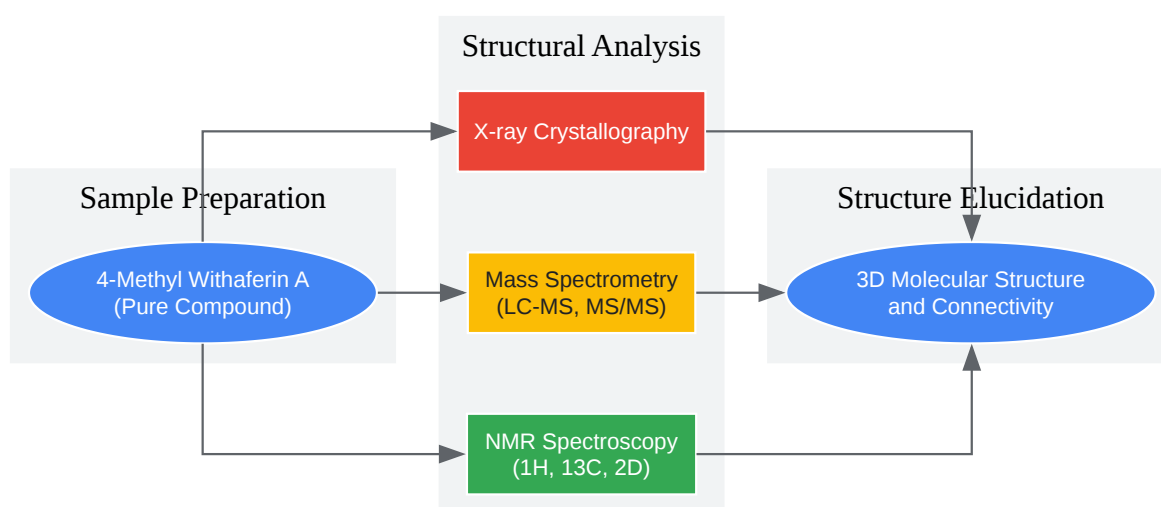 Structural Analysis
X-ray Crystallography
Sample Preparation
4-Methyl Withaferin A
(Pure Compound)
Mass Spectrometry
(LC-MS, MS/MS)
NMR Spectroscopy
(1H, 13C, 2D)
Structure Elucidation
3D Molecular Structure
and Connectivity